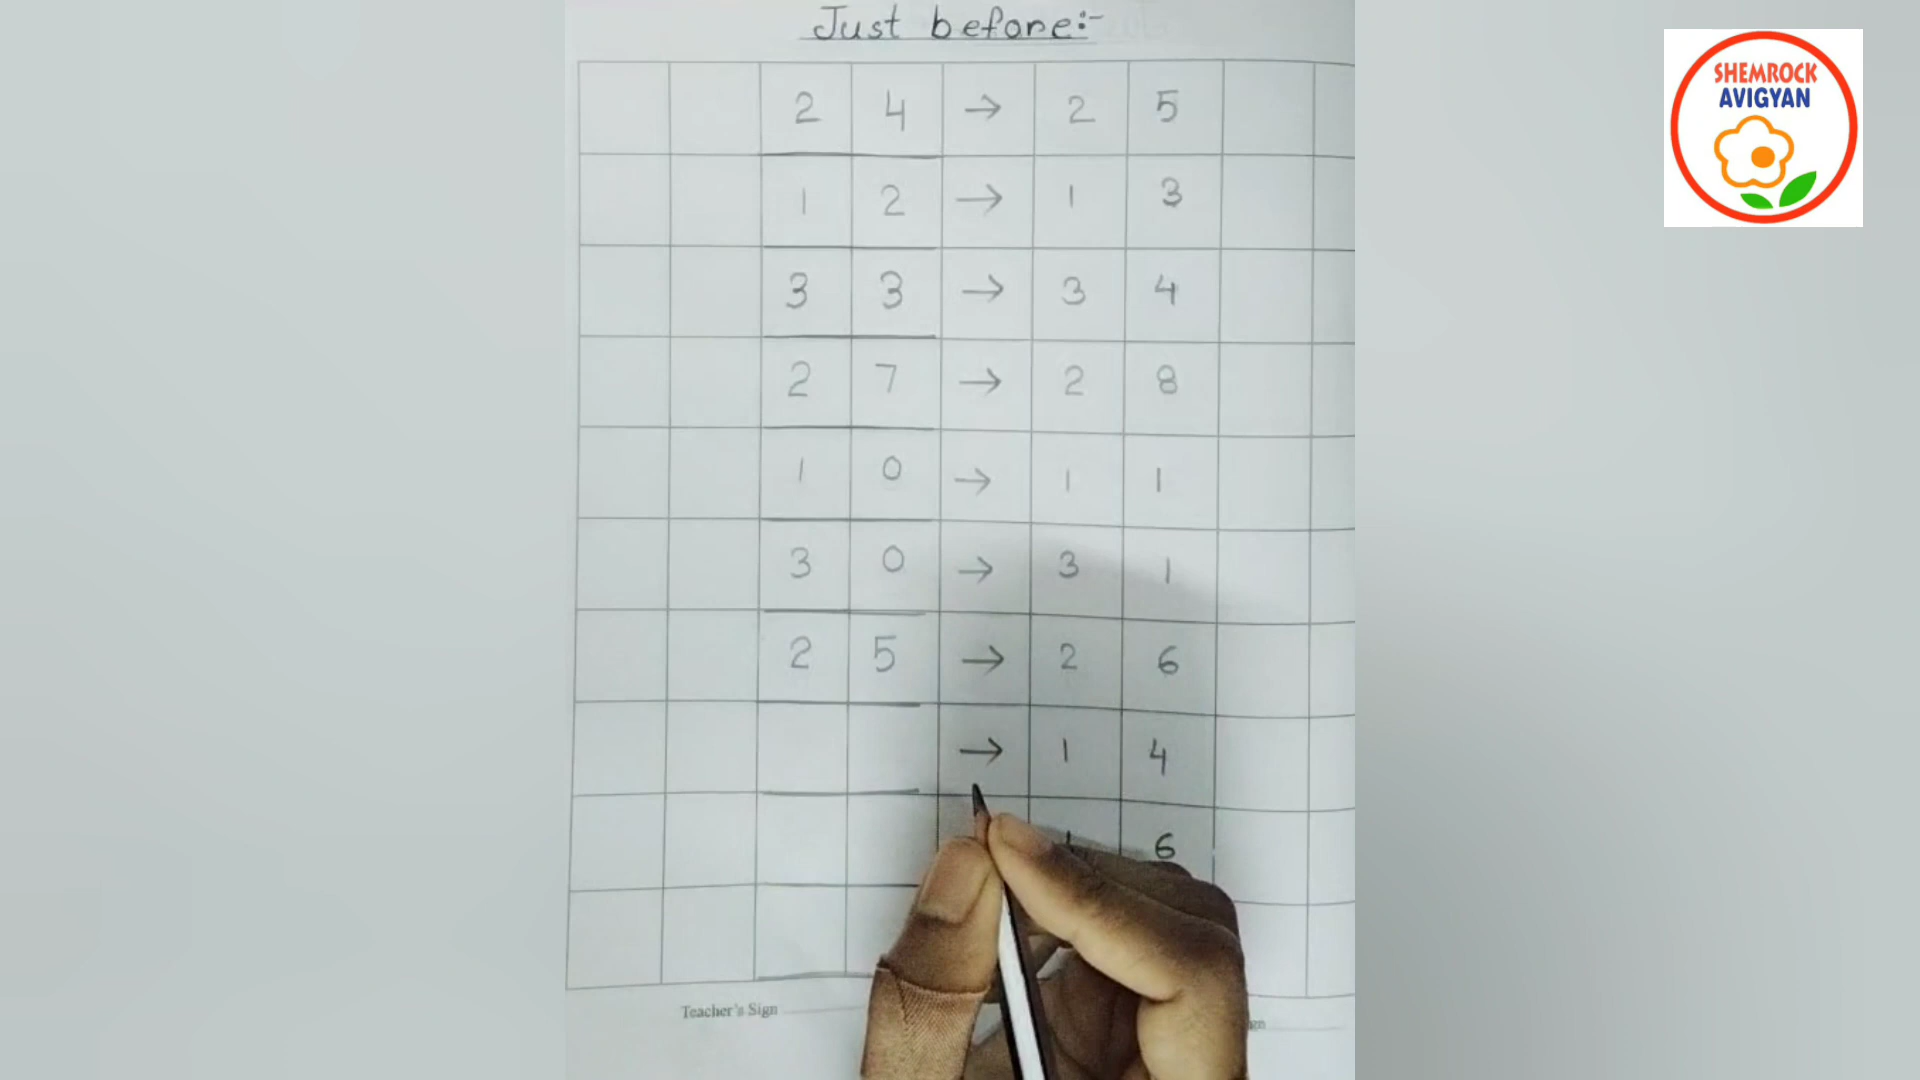 Just before:-
2 4 → 2 5
1 2 → 1 3
3 3 → 3 4
2 7 → 2 8
1 0 → 1 1
3 0 → 3 1
2 5 → 2 6
→ 1 4
6
Teacher's Sign
SHEMROCK
AVIGYAN